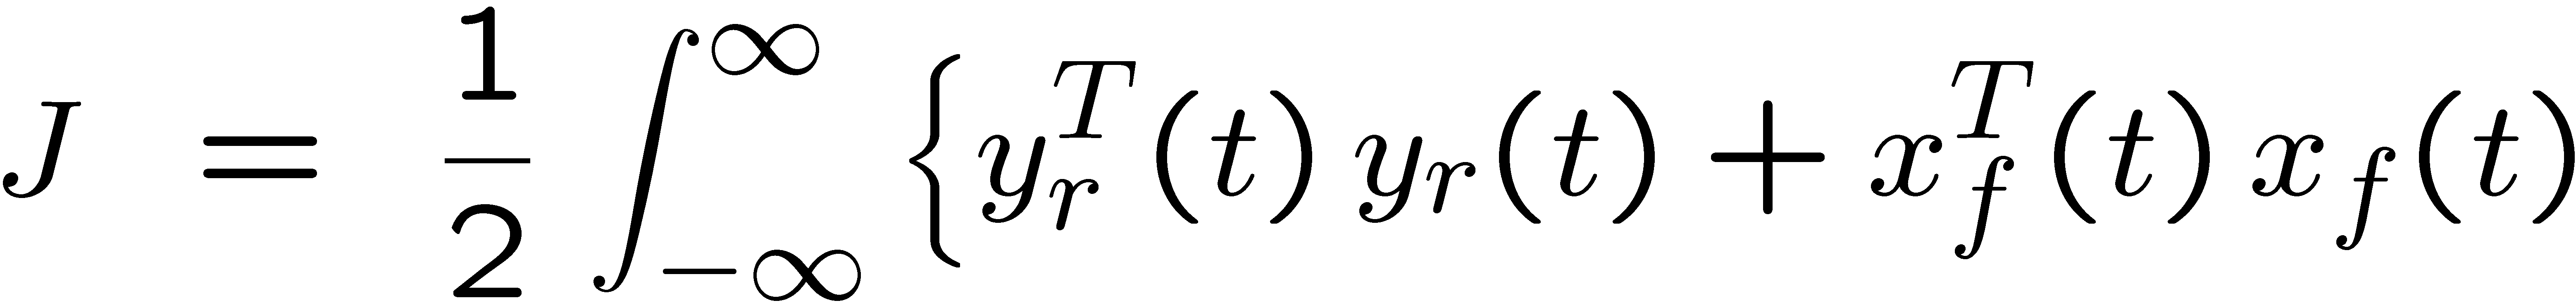 J = \frac{1}{2} \int_{-\infty}^{\infty} \{ y_r^T(t) y_r(t) + x_f^T(t) x_f(t)